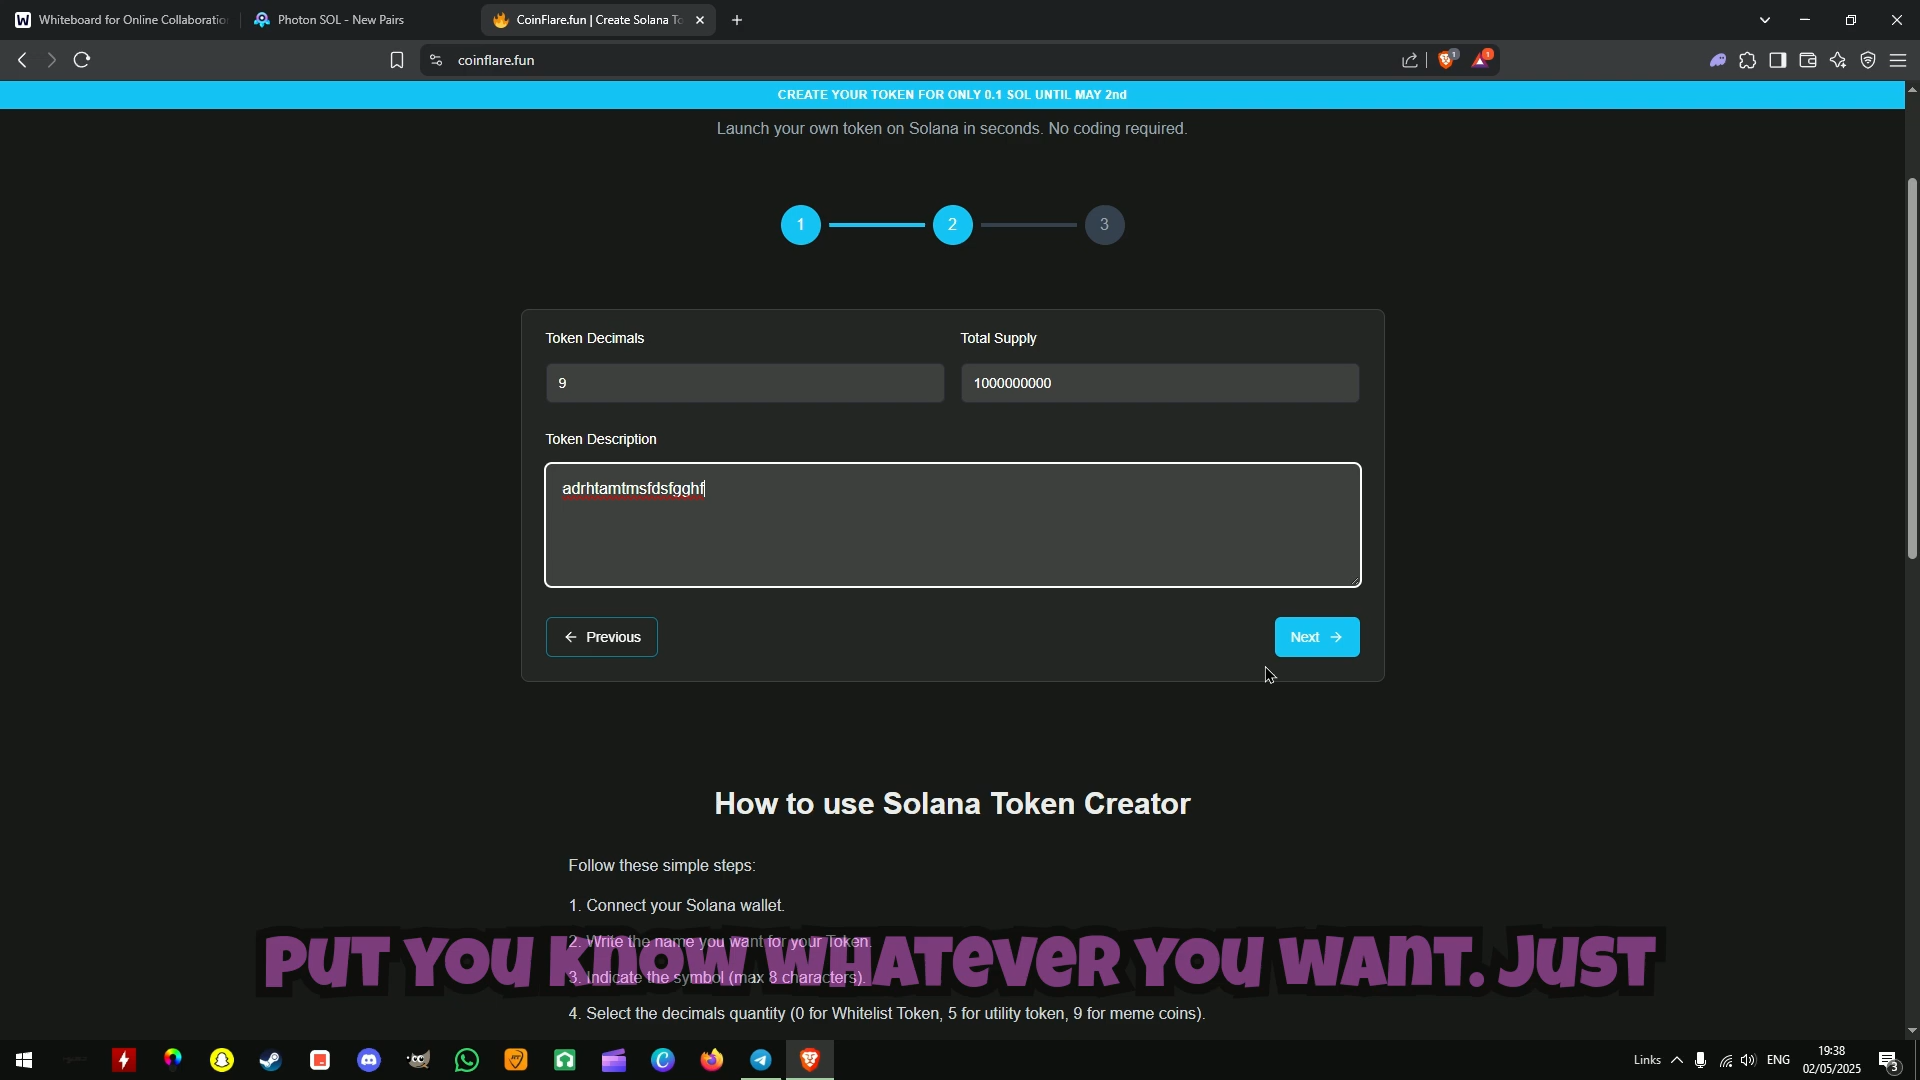 Whiteboard for Online Collaboration
Photon SOL - New Pairs
CoinFlare.fun | Create Solana To
coinflare.fun
1
1
CREATE YOUR TOKEN FOR ONLY 0.1 SOL UNTIL MAY 2nd
Launch your own token on Solana in seconds. No coding required.
1
2
3
Token Decimals
Total Supply
9
1000000000
Token Description
adrhtamtmsfdsfgghf
Previous
Next
How to use Solana Token Creator
Follow these simple steps:
1. Connect your Solana wallet.
2. Write the name you want for your Token.
PUT YOU KNOW WHATEVER YOU WANT. JUST
3. Indicate the symbol (max 8 characters).
4. Select the decimals quantity (0 for Whitelist Token, 5 for utility token, 9 for meme coins).
Links
ENG
19:38
02/05/2025
3